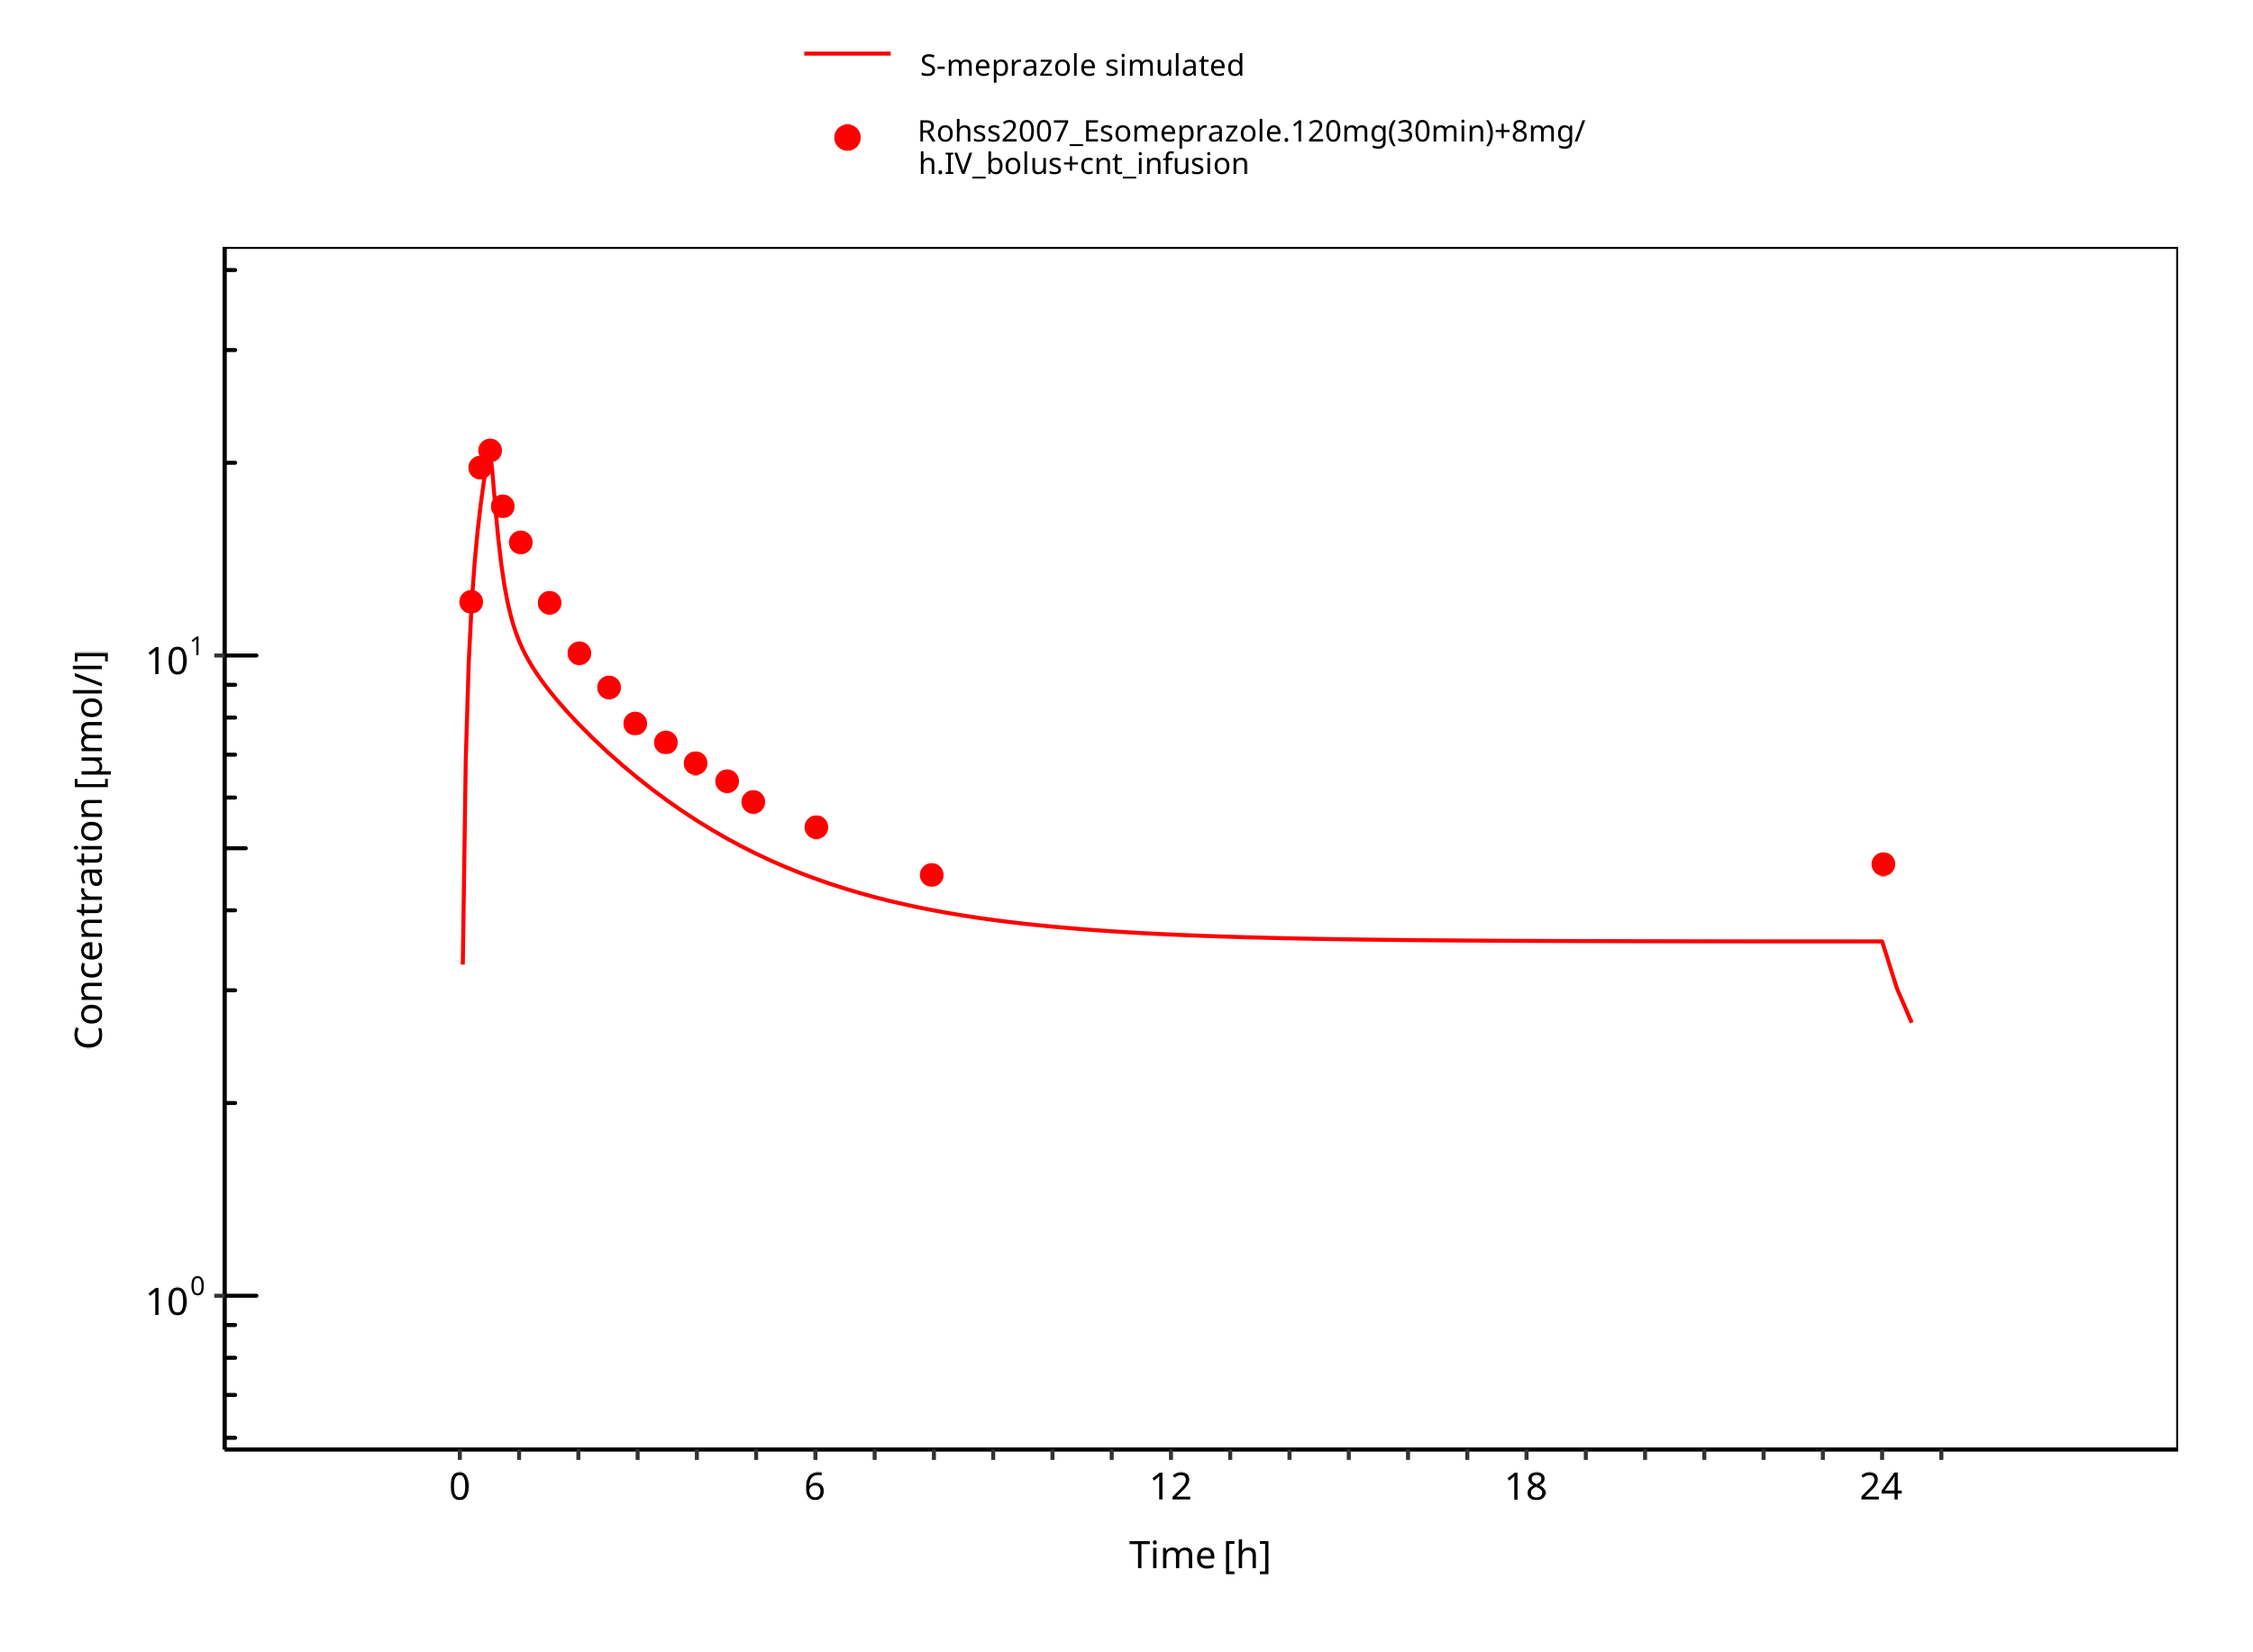 S-meprazole simulated
Rohss2007_Esomeprazole.120mg(30min)+8mg/
h.IV_bolus+cnt_infusion
Concentration [µmol/l]
10¹
10⁰
0 6 12 18 24
Time [h]